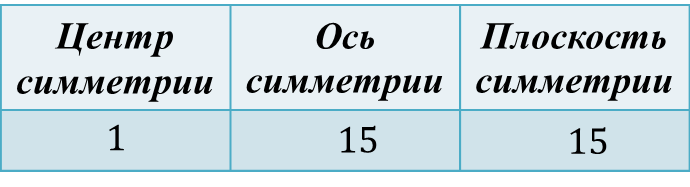 Центр Ось Плоскость
симметрии симметрии симметрии
1 15 15